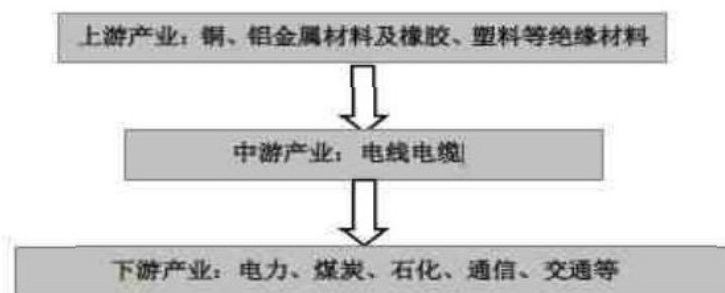 上游产业：铜、铝金属材料及橡胶、塑料等绝缘材料
中游产业：电线电缆
下游产业：电力、煤炭、石化、通信、交通等